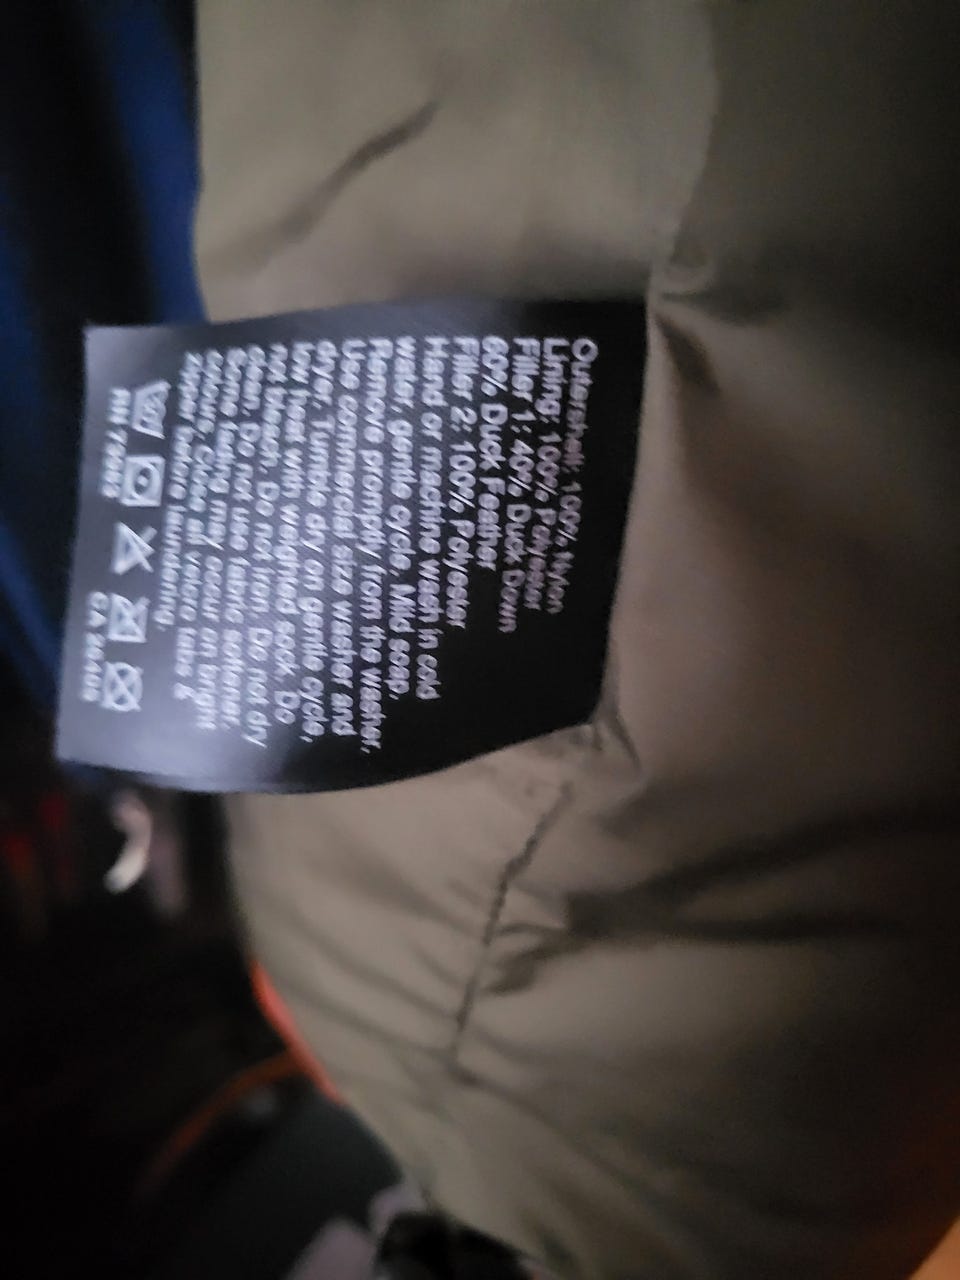 Outershell: 100% Nylon
Lining: 100% Polyester
Filler 1: 40% Duck Down
60% Duck Feather
Filler 2: 100% Polyester
Hand or machine wash in cold
water, gentle cycle. Mild soap.
Remove promptly from the washer.
Use commercial size washer and
dryer. Tumble dry on gentle cycle,
low heat with weighted sock. Do
not bleach. Do not iron. Do not dry
clean. Do not use fabric softener.
Some fading may occur in bright
colours. Close all velcro tabs &
zipper before laundering
RN
CA